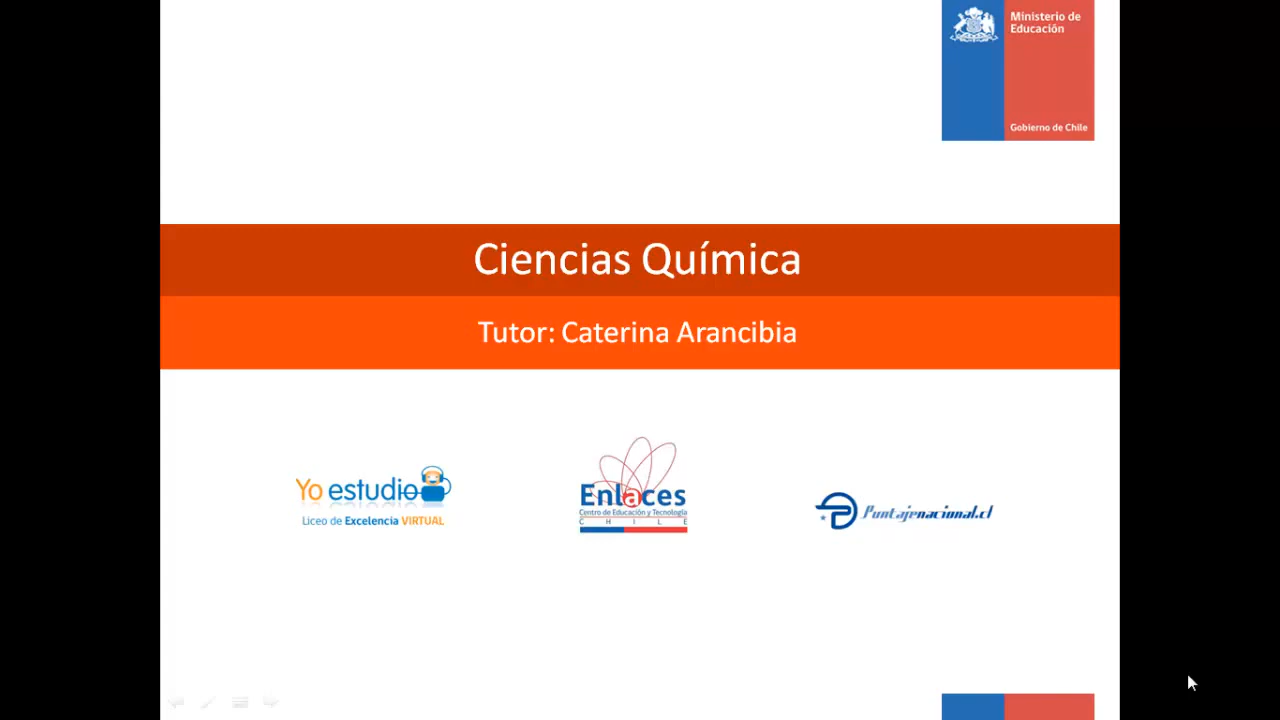 Ministerio de
Educación
Gobierno de Chile
Ciencias Química
Tutor: Caterina Arancibia
Yo estudio
Liceo de Excelencia VIRTUAL
Enlaces
Centro de Educación y Tecnología
CHILE
Puntajenacional.cl